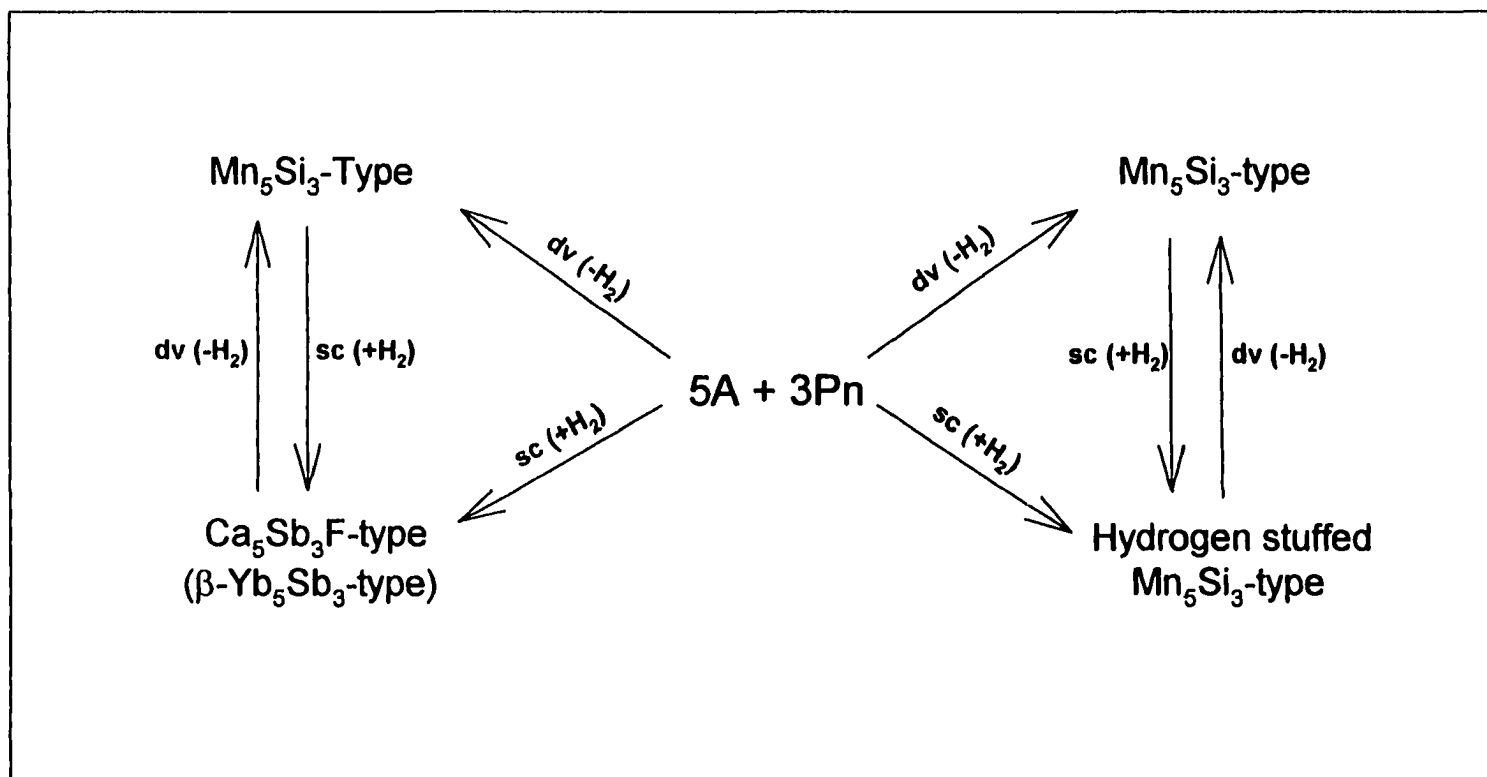 Mn₅Si₃-Type
Mn₅Si₃-type
dv (-H₂)
dv (-H₂)
dv (-H₂)
sc (+H₂)
sc (+H₂)
dv (-H₂)
5A + 3Pn
sc (+H₂)
sc (+H₂)
Ca₅Sb₃F-type
(β-Yb₅Sb₃-type)
Hydrogen stuffed
Mn₅Si₃-type